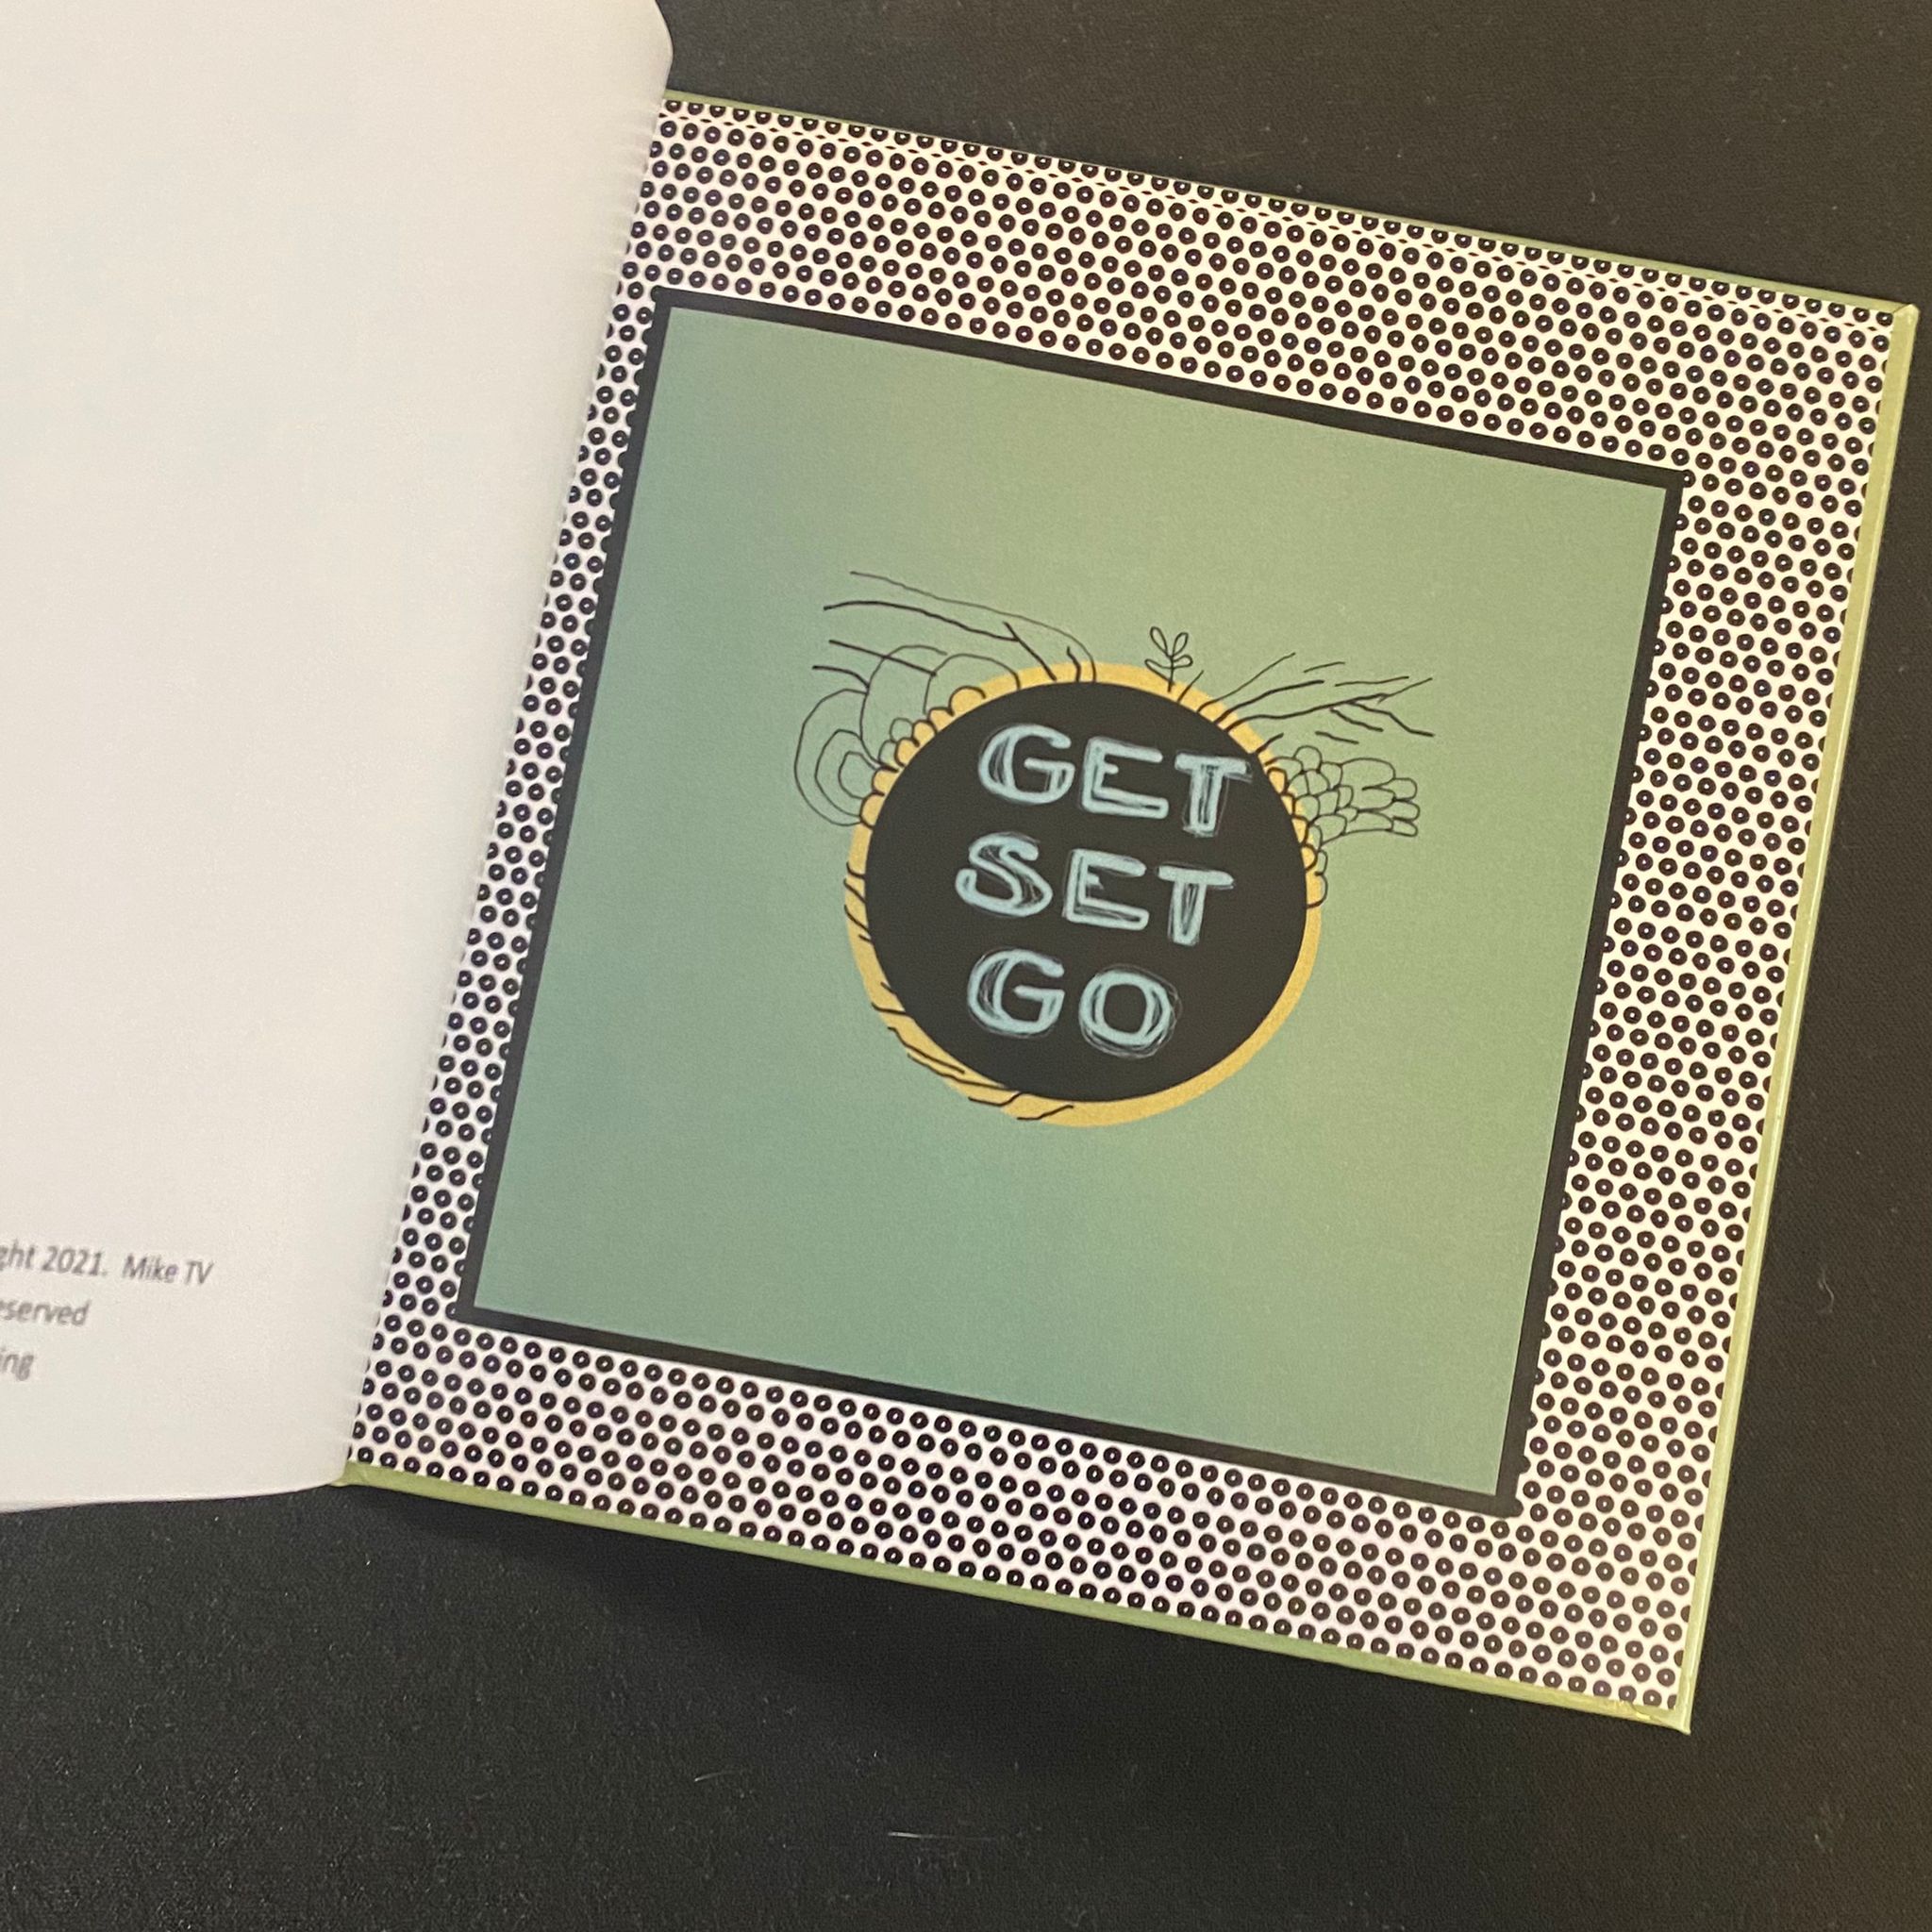 ght 2021. Mike TV
eserved
ing
GET
SET
GO